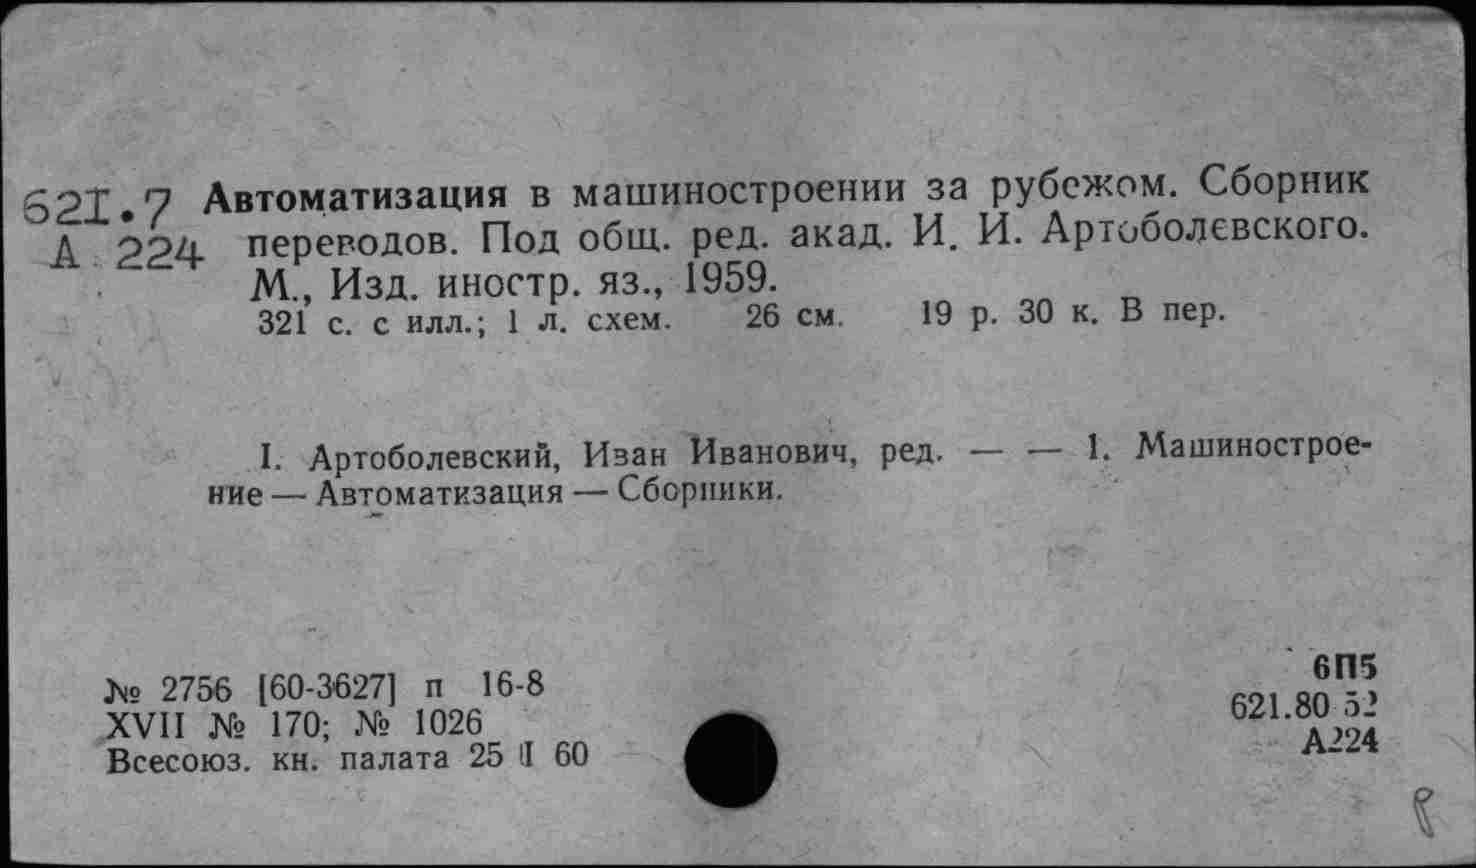 621.7 Автоматизация в машиностроении за рубежом. Сборник
А 224 переводов. Под общ. ред. акад. И. И. Артоболевского.
М., Изд. иностр. яз., 1959.
321 с. с илл.; 1 л. схем. 26 см. 19 р. 30 к. В пер.
I. Артоболевский, Иван Иванович, ред. — — 1. Машинострое-
ние — Автоматизация — Сборники.
№ 2756 [60-3627] п 16-8
XVII № 170; № 1026
Всесоюз. кн. палата 25 II 60
6П5
621.80 52
А224